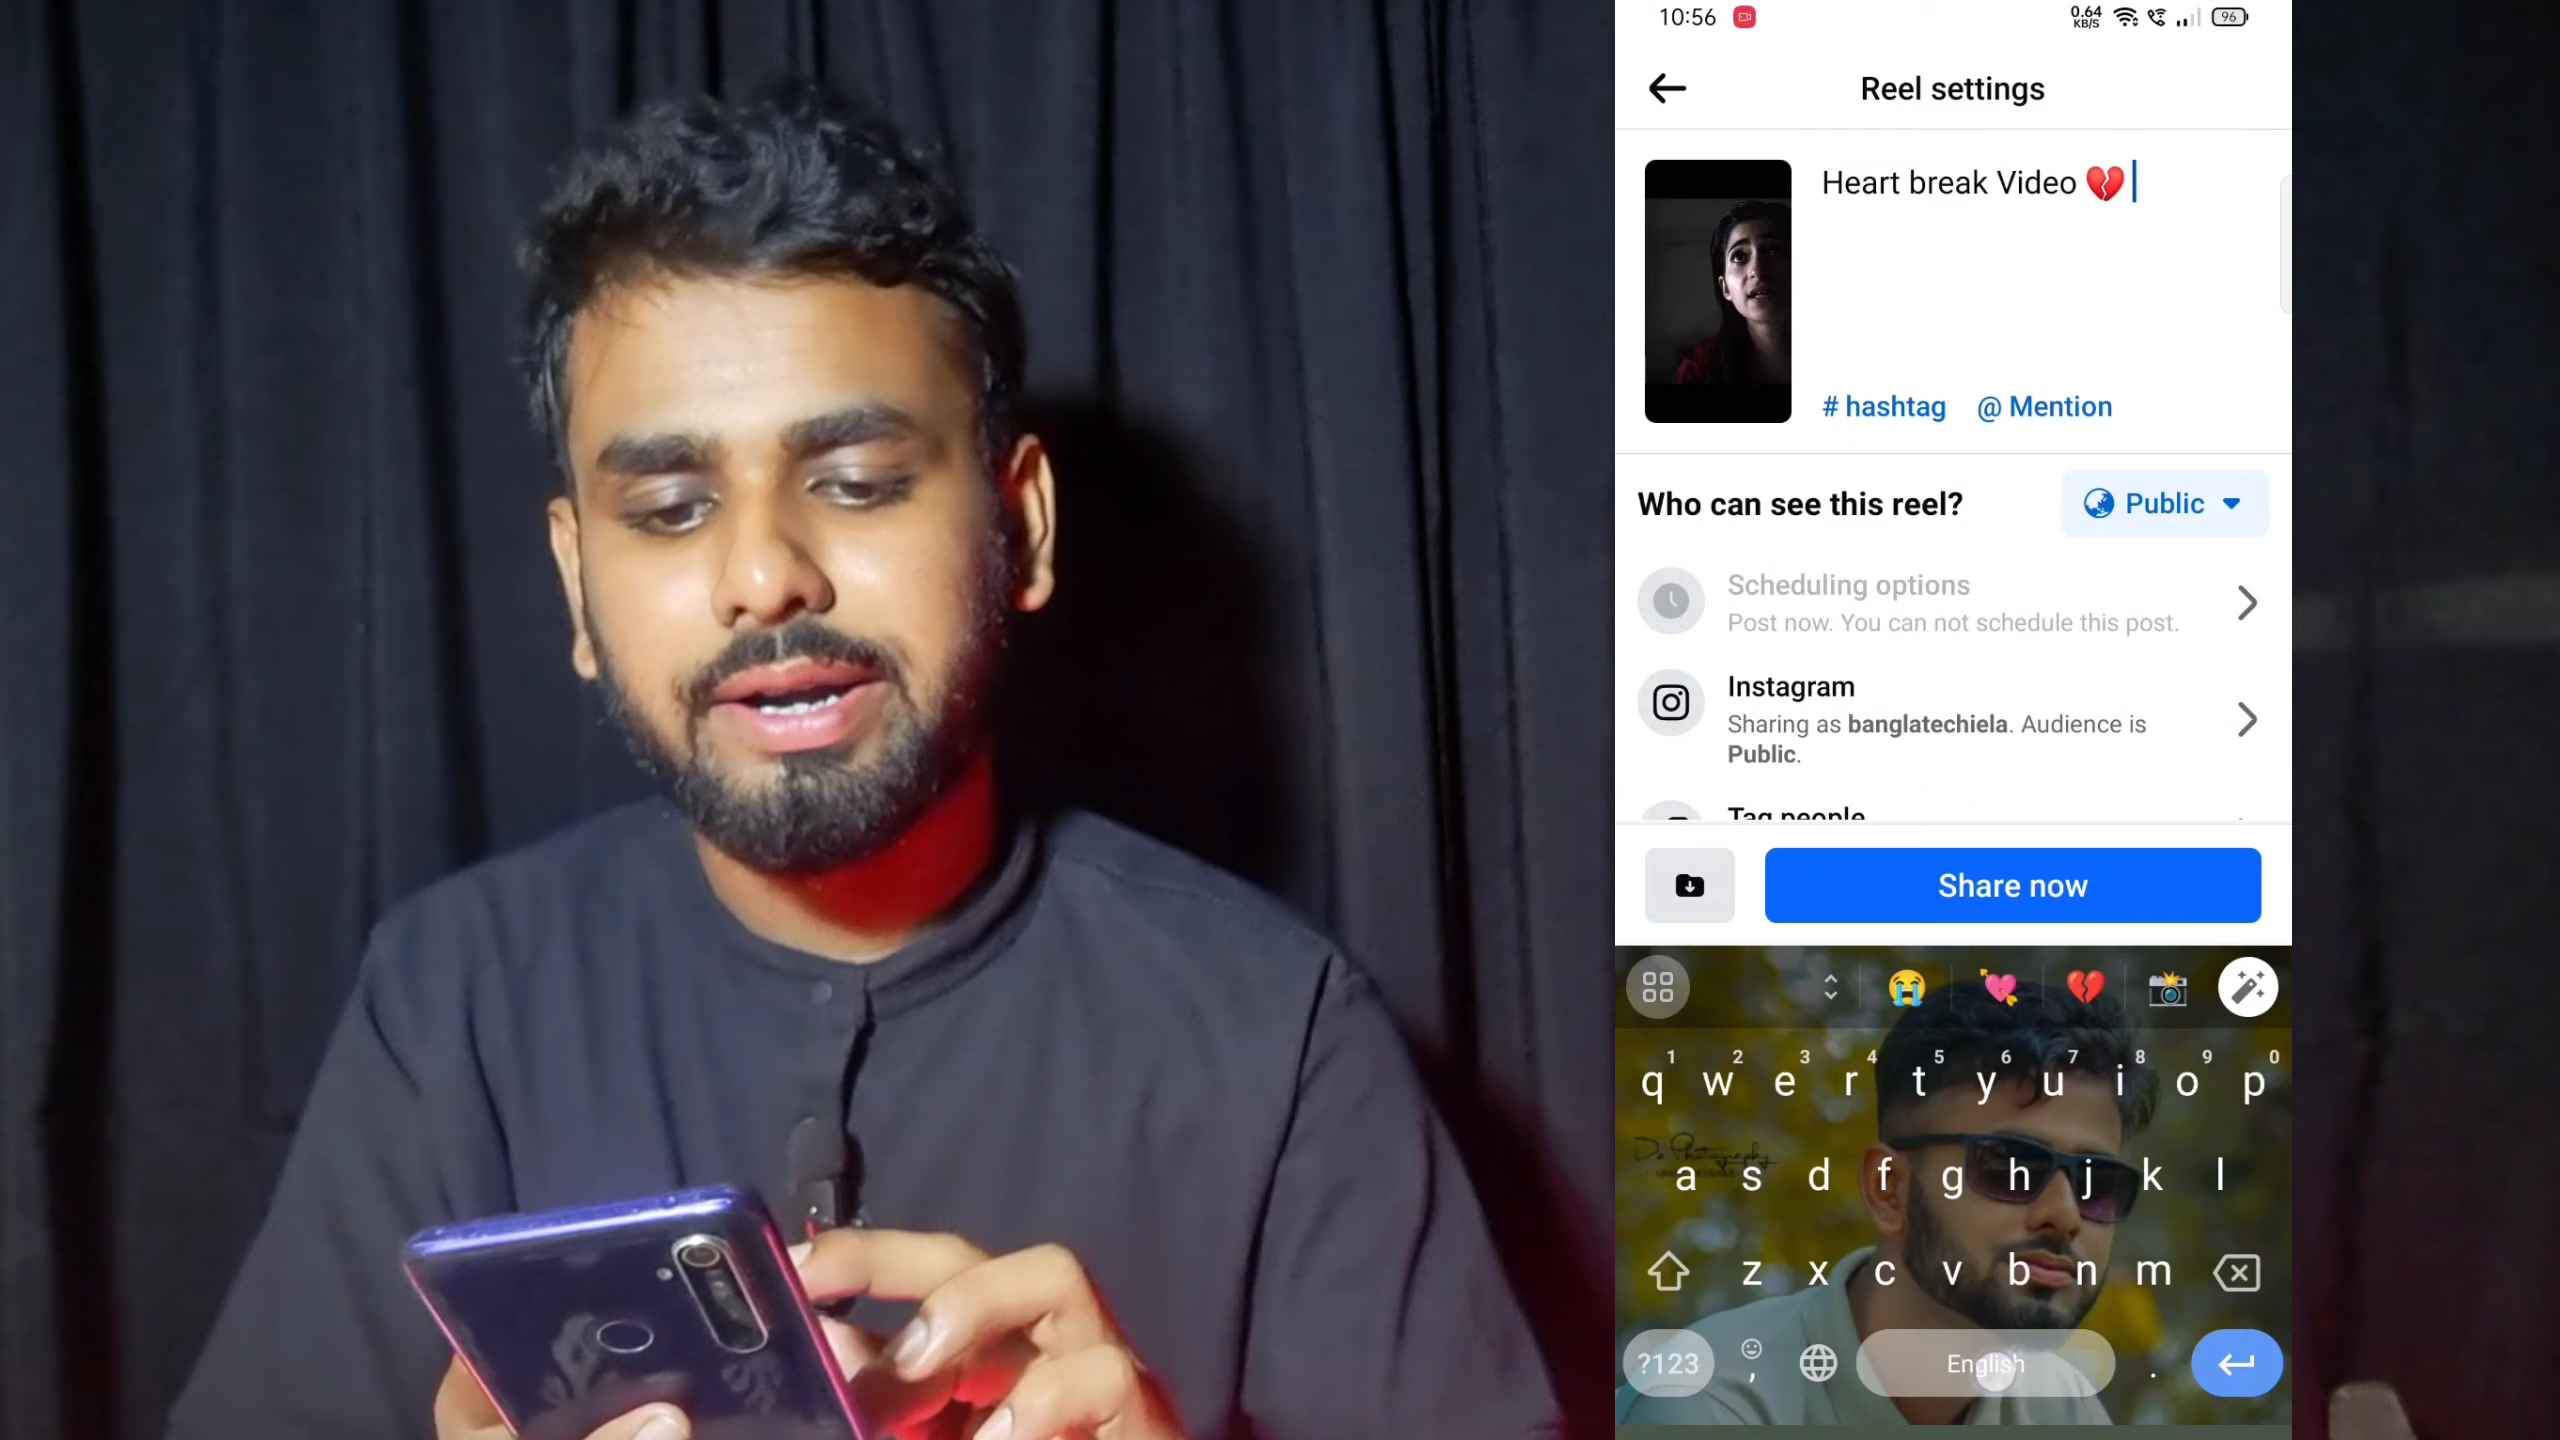 10:56
0.64
KB/S
96
Reel settings
Heart break Video 💔
# hashtag @ Mention
Who can see this reel?
Public
Scheduling options
Post now. You can not schedule this post.
Instagram
Sharing as banglatechiela. Audience is
Public.
Tag people
Share now
1 2 3 4 5 6 7 8 9 0
q w e r t y u i o p
a s d f g h j k l
z x c v b n m
?123 , English .